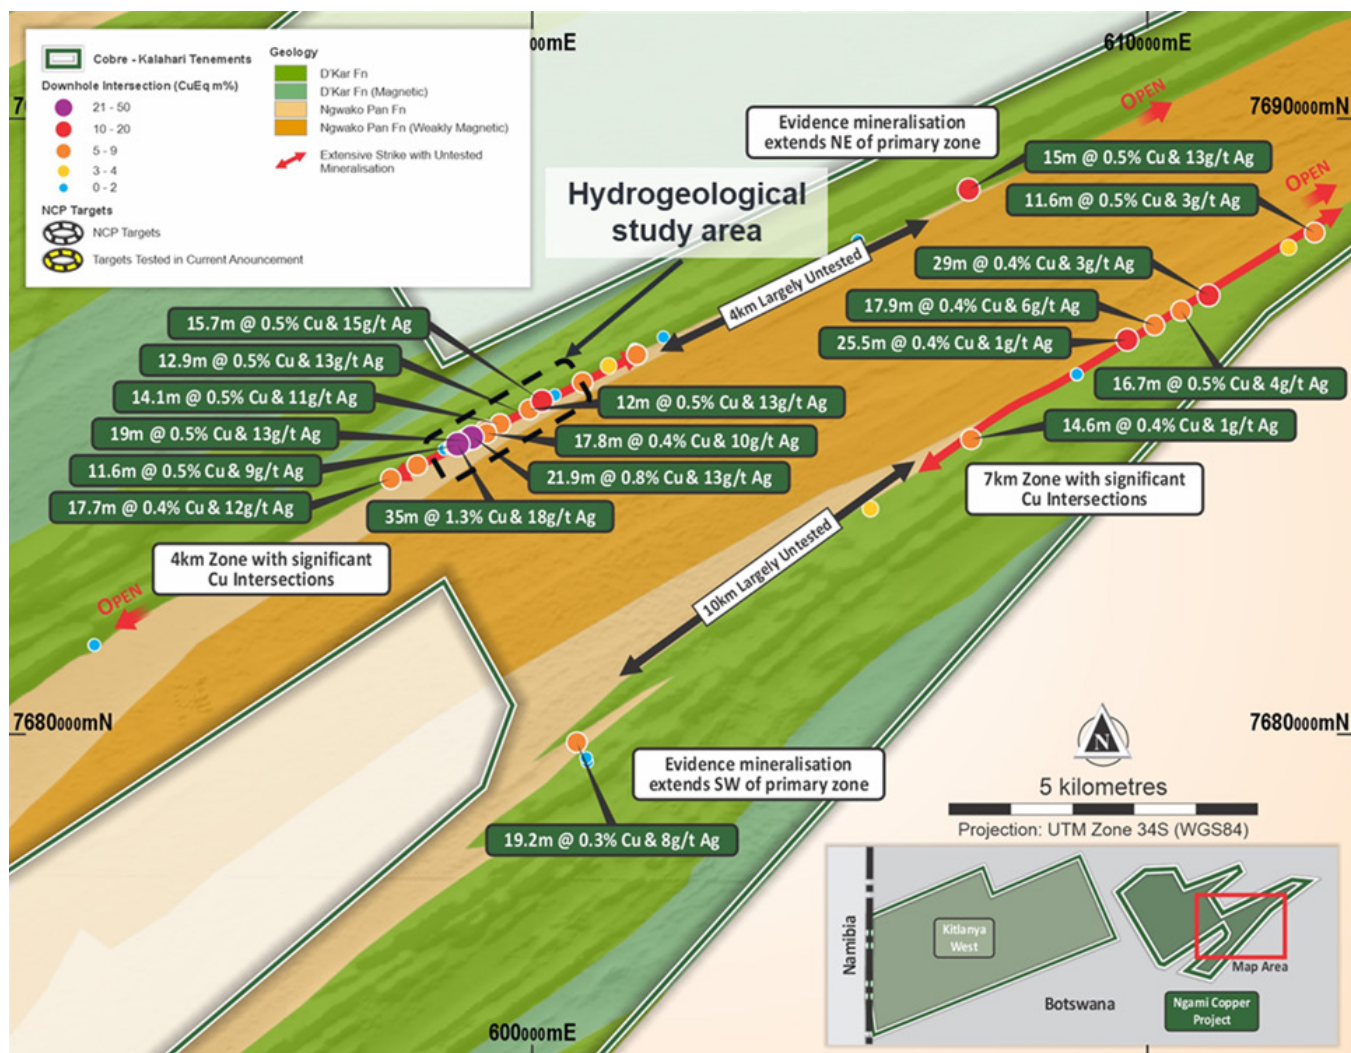 Cobre - Kalahari Tenements
Downhole Intersection (CuEq m%)
21 - 50
10 - 20
5 - 9
3 - 4
0 - 2
NCP Targets
NCP Targets
Targets Tested in Current Anouncement
Geology
D'Kar Fn
D'Kar Fn (Magnetic)
Ngwako Pan Fn
Ngwako Pan Fn (Weakly Magnetic)
Extensive Strike with Untested
Mineralisation
610000mE
7690000mN
OPEN
Evidence mineralisation
extends NE of primary zone
15m @ 0.5% Cu & 13g/t Ag
OPEN
11.6m @ 0.5% Cu & 3g/t Ag
Hydrogeological
study area
4km Largely Untested
29m @ 0.4% Cu & 3g/t Ag
17.9m @ 0.4% Cu & 6g/t Ag
25.5m @ 0.4% Cu & 1g/t Ag
16.7m @ 0.5% Cu & 4g/t Ag
14.6m @ 0.4% Cu & 1g/t Ag
15.7m @ 0.5% Cu & 15g/t Ag
12.9m @ 0.5% Cu & 13g/t Ag
14.1m @ 0.5% Cu & 11g/t Ag
19m @ 0.5% Cu & 13g/t Ag
11.6m @ 0.5% Cu & 9g/t Ag
17.7m @ 0.4% Cu & 12g/t Ag
12m @ 0.5% Cu & 13g/t Ag
17.8m @ 0.4% Cu & 10g/t Ag
21.9m @ 0.8% Cu & 13g/t Ag
35m @ 1.3% Cu & 18g/t Ag
7km Zone with significant
Cu Intersections
4km Zone with significant
Cu Intersections
OPEN
10km Largely Untested
7680000mN
7680000mN
Evidence mineralisation
extends SW of primary zone
19.2m @ 0.3% Cu & 8g/t Ag
N
5 kilometres
Projection: UTM Zone 34S (WGS84)
Namibia
Kitlanya
West
Map Area
Botswana
Ngami Copper
Project
600000mE